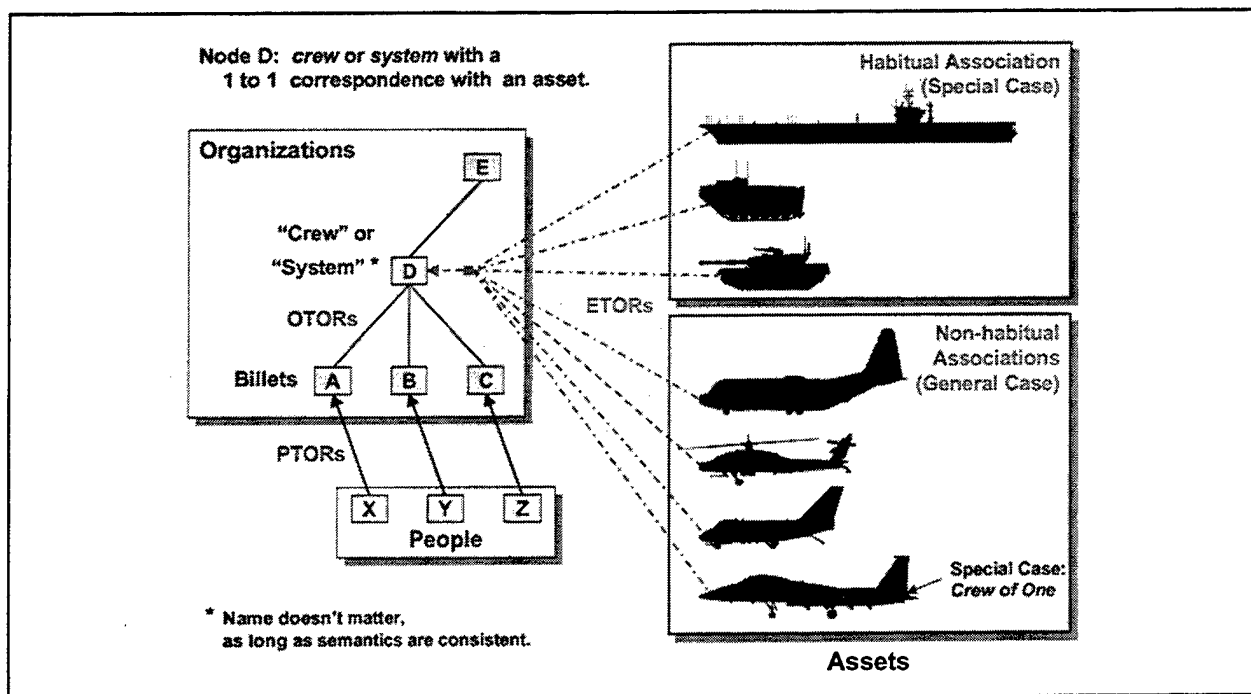 Node D: crew or system with a
1 to 1 correspondence with an asset.
Organizations
E
"Crew" or
"System" *
D
OTORs
Billets
A
B
C
PTORs
X
Y
Z
People
* Name doesn't matter,
as long as semantics are consistent.
Habitual Association
(Special Case)
ETORs
Non-habitual
Associations
(General Case)
Special Case:
Crew of One
Assets